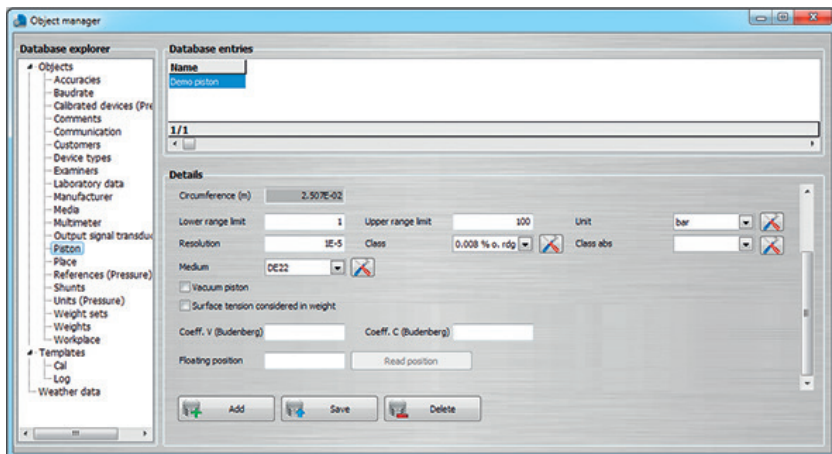 Object manager
Database explorer
Objects
Accuracies
Baudrate
Calibrated devices (Pre
Comments
Communication
Customers
Device types
Examiners
Laboratory data
Manufacturer
Media
Multimeter
Output signal transduc
Piston
Place
References (Pressure)
Shunts
Units (Pressure)
Weight sets
Weights
Workplace
Templates
Cal
Log
Weather data
Database entries
Name
Demo piston
1/1
Details
Circumference (m) 2.507E-02
Lower range limit 1 Upper range limit 100 Unit bar
Resolution 1E-5 Class 0.008 % o. rdg Class abs
Medium DE22
Vacuum piston
Surface tension considered in weight
Coeff. V (Budenberg) Coeff. C (Budenberg)
Floating position Read position
Add Save Delete